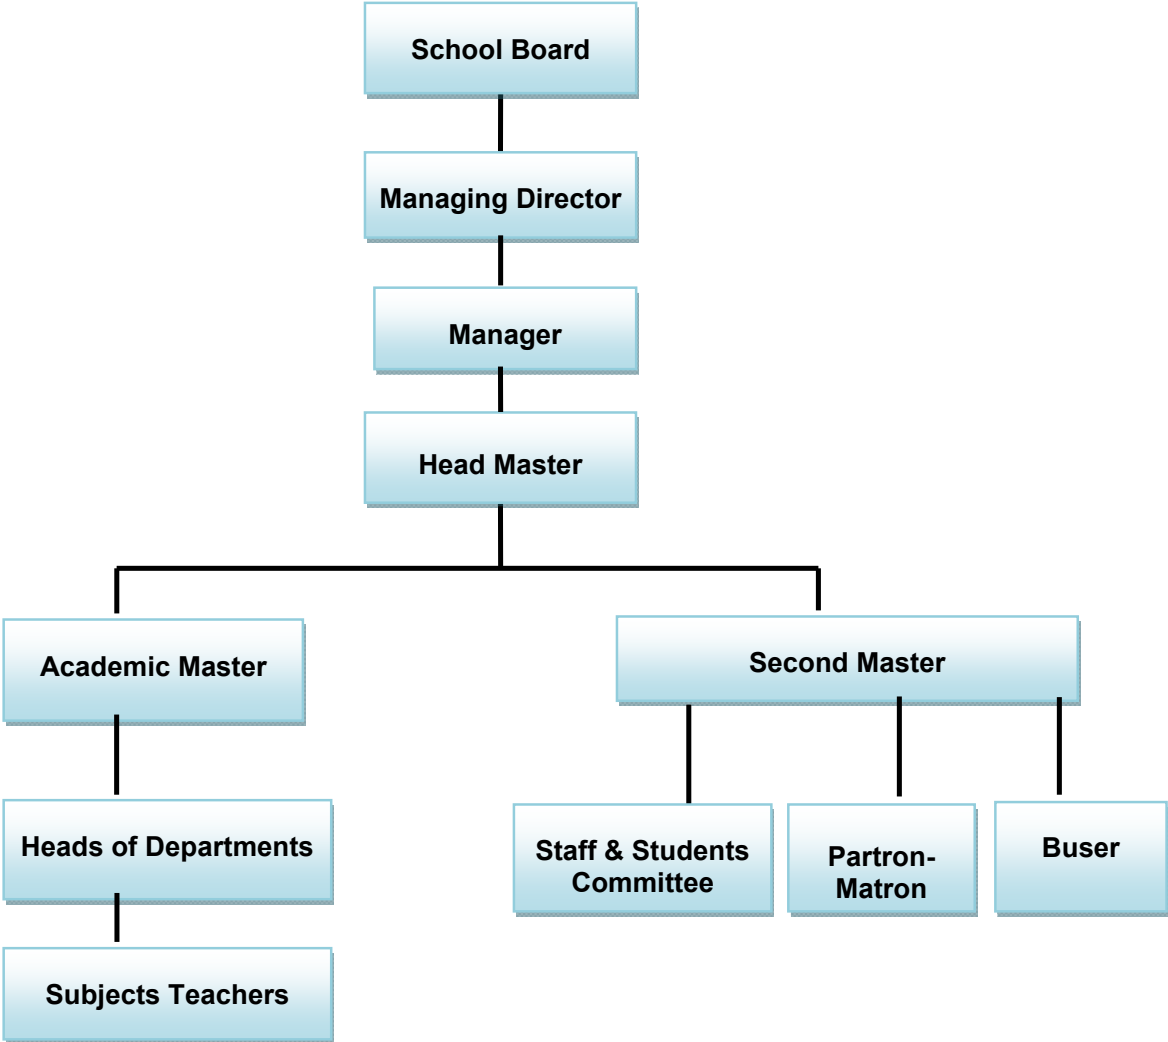 School Board
Managing Director
Manager
Head Master
Academic Master
Second Master
Heads of Departments
Staff & Students
Committee
Partron-
Matron
Buser
Subjects Teachers